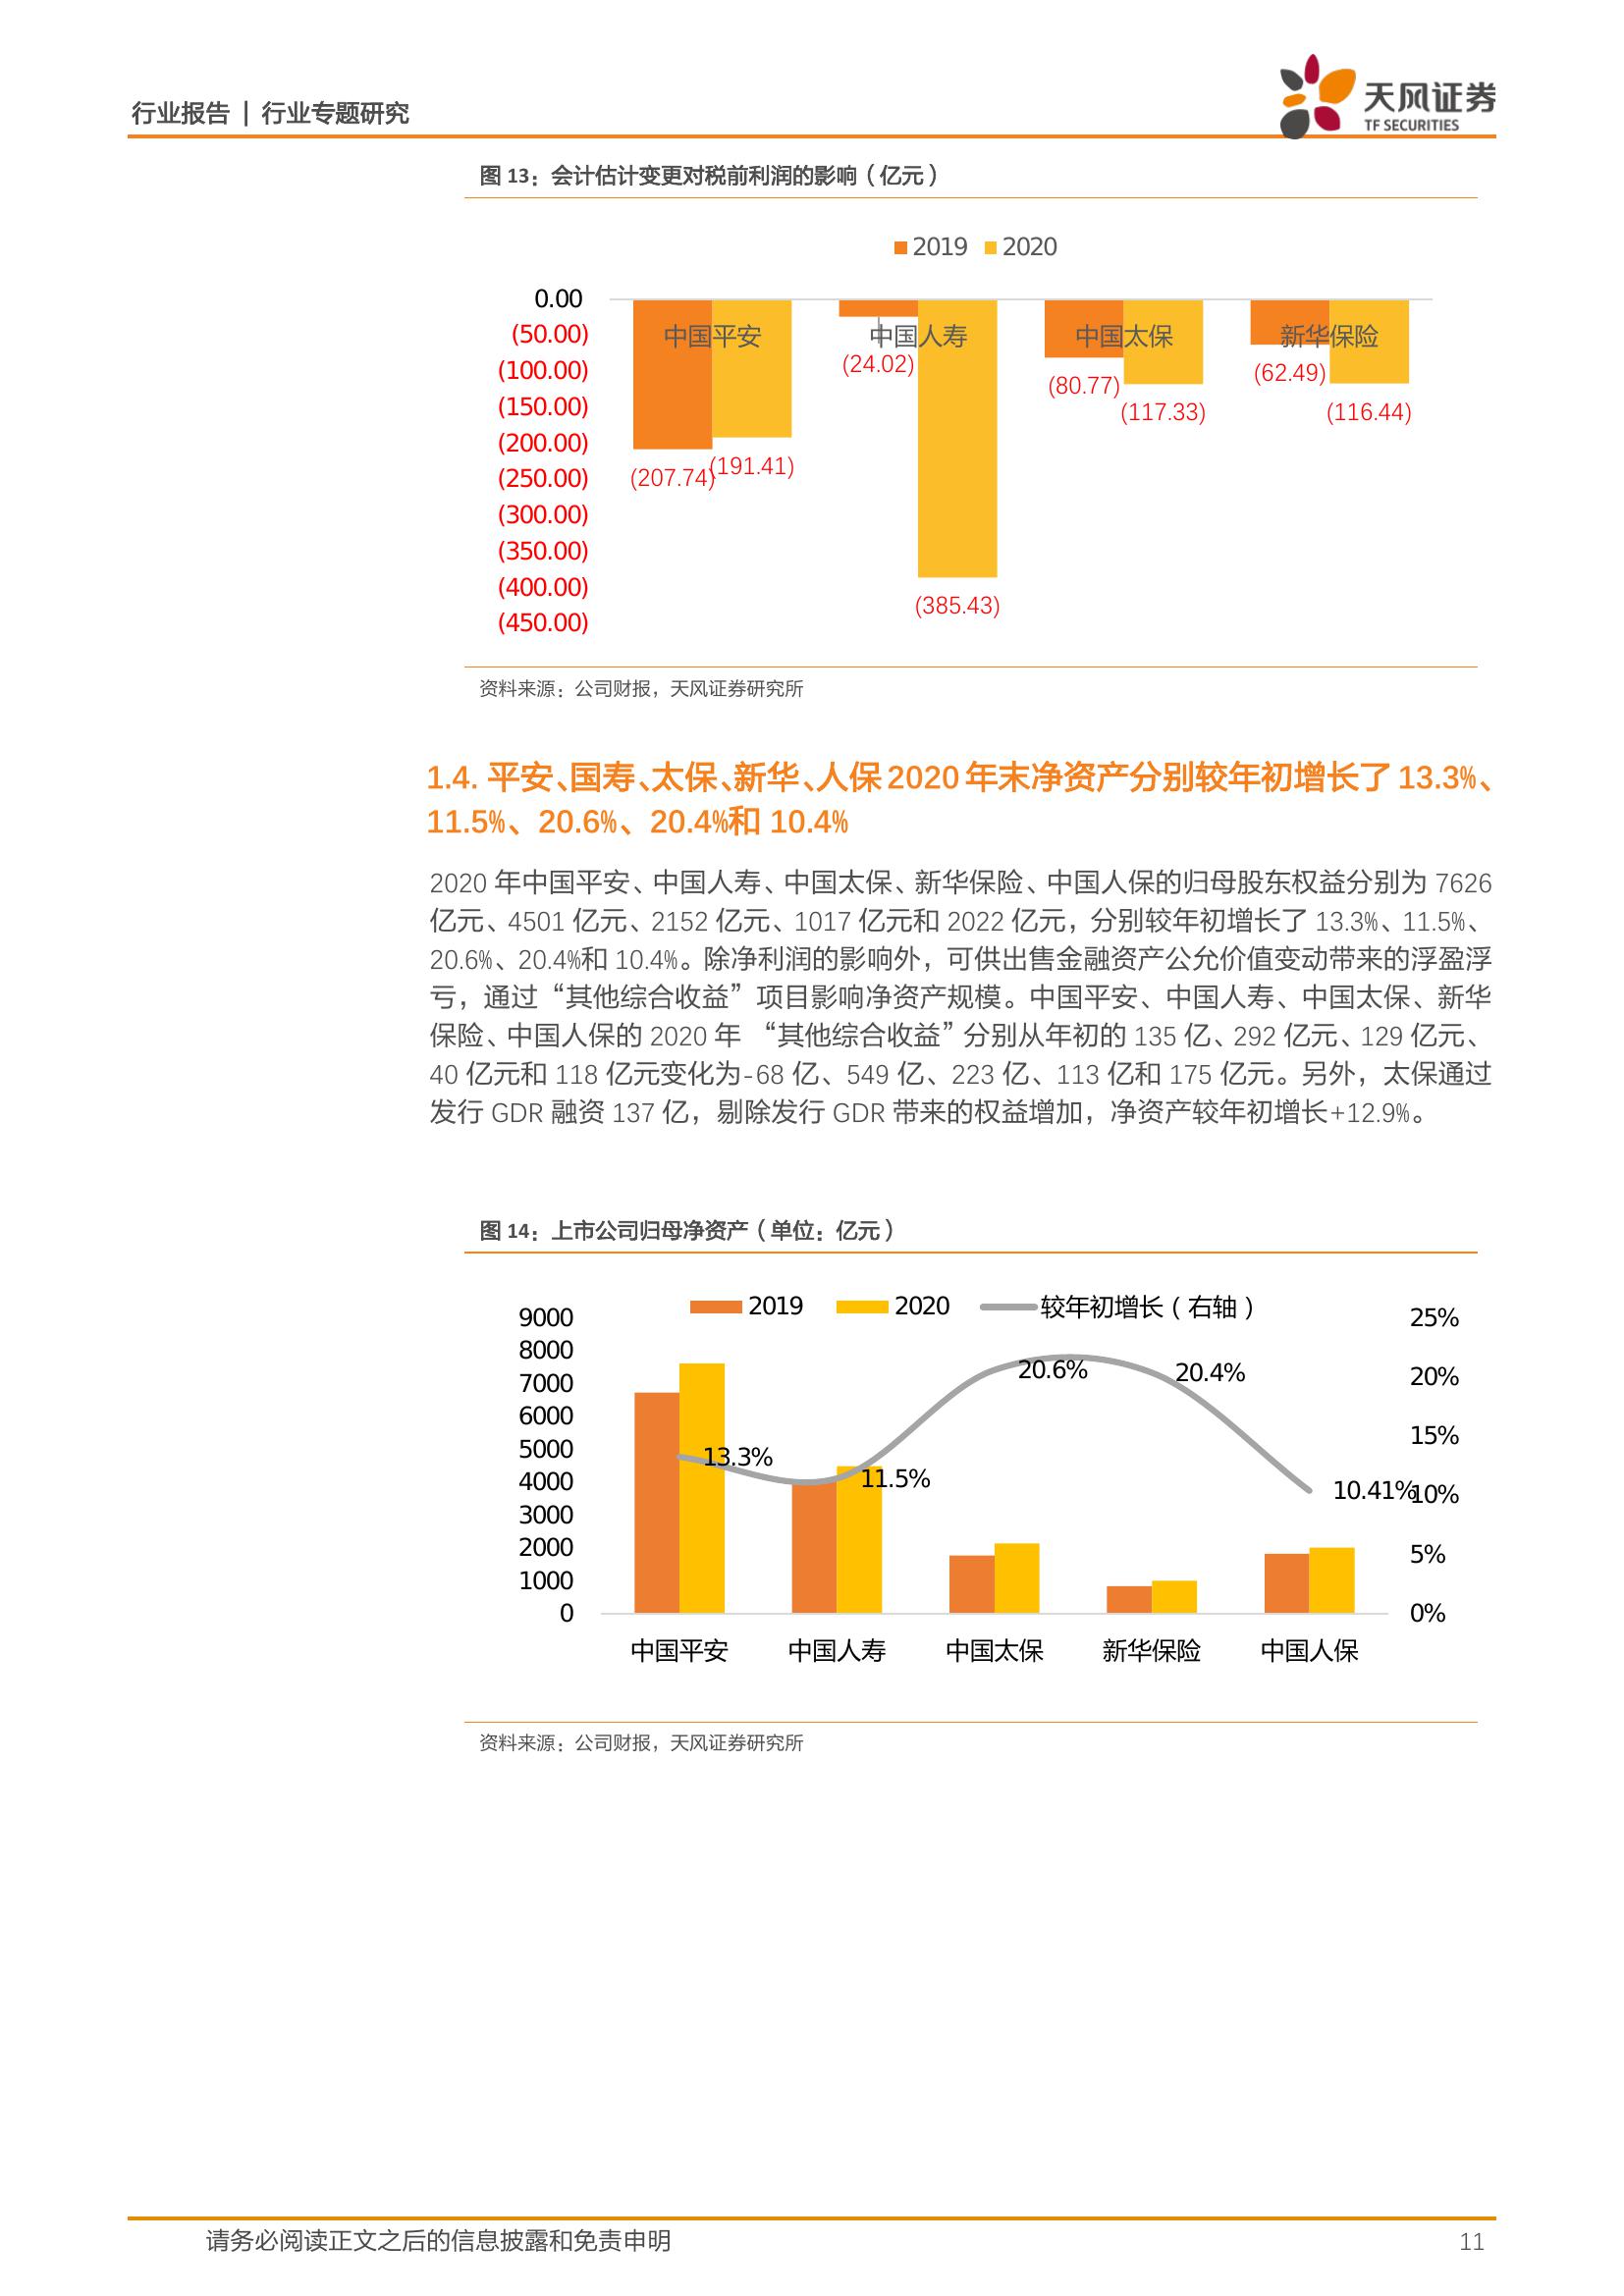 行业报告 | 行业专题研究
天风证券
TF SECURITIES
图 13：会计估计变更对税前利润的影响（亿元）
2019 2020
0.00
(50.00)
(100.00)
(150.00)
(200.00)
(250.00)
(300.00)
(350.00)
(400.00)
(450.00)
中国平安 中国人寿 中国太保 新华保险
(207.74) (191.41) (24.02) (385.43) (80.77) (117.33) (62.49) (116.44)
资料来源：公司财报，天风证券研究所
1.4. 平安、国寿、太保、新华、人保 2020 年末净资产分别较年初增长了 13.3%、
11.5%、20.6%、20.4%和 10.4%
2020 年中国平安、中国人寿、中国太保、新华保险、中国人保的归母股东权益分别为 7626
亿元、4501 亿元、2152 亿元、1017 亿元和 2022 亿元，分别较年初增长了 13.3%、11.5%、
20.6%、20.4%和 10.4%。除净利润的影响外，可供出售金融资产公允价值变动带来的浮盈浮
亏，通过“其他综合收益”项目影响净资产规模。中国平安、中国人寿、中国太保、新华
保险、中国人保的 2020 年 “其他综合收益”分别从年初的 135 亿、292 亿元、129 亿元、
40 亿元和 118 亿元变化为-68 亿、549 亿、223 亿、113 亿和 175 亿元。另外，太保通过
发行 GDR 融资 137 亿，剔除发行 GDR 带来的权益增加，净资产较年初增长+12.9%。
图 14：上市公司归母净资产（单位：亿元）
2019 2020 较年初增长（右轴）
9000
8000
7000
6000
5000
4000
3000
2000
1000
0
13.3% 11.5% 20.6% 20.4% 10.41%
25%
20%
15%
10%
5%
0%
中国平安 中国人寿 中国太保 新华保险 中国人保
资料来源：公司财报，天风证券研究所
请务必阅读正文之后的信息披露和免责申明 11